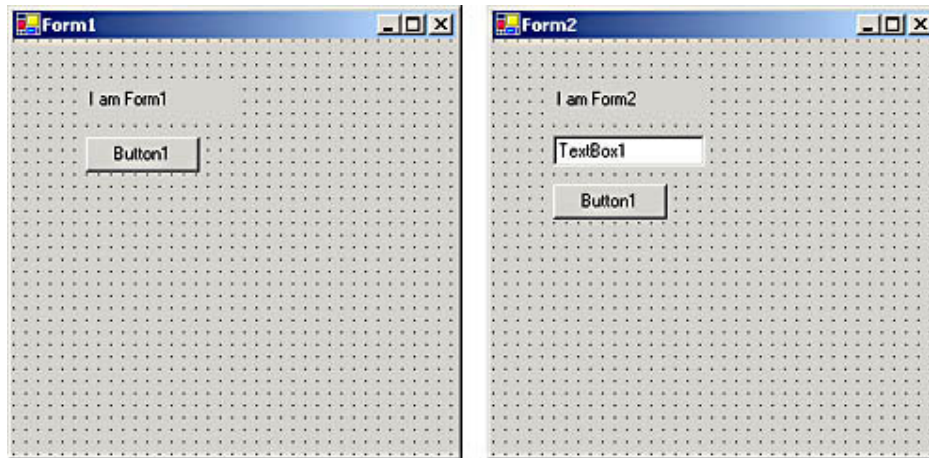 Form1
I am Form1
Button1
Form2
I am Form2
TextBox1
Button1